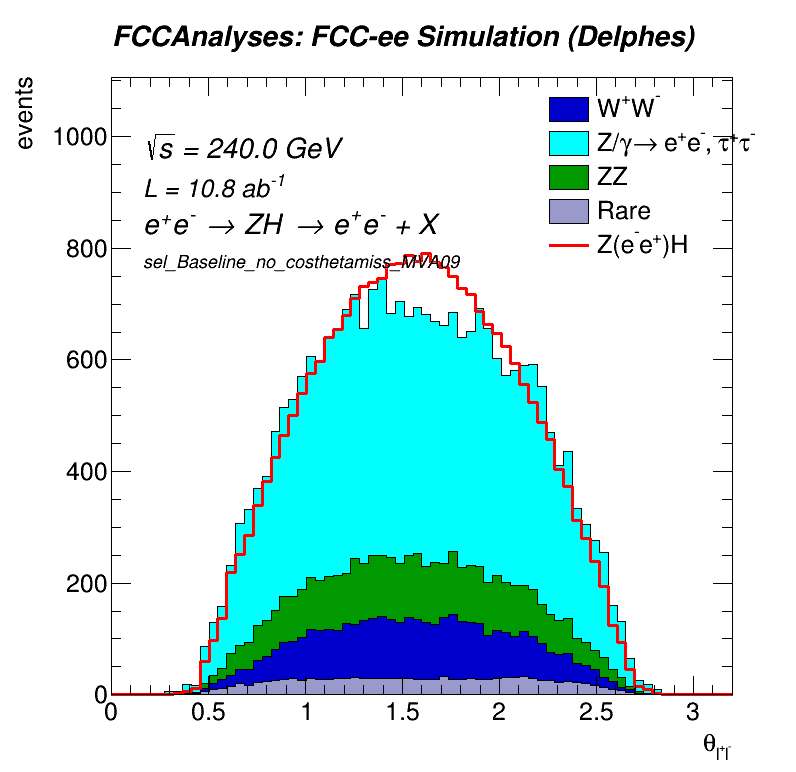 FCCAnalyses: FCC-ee Simulation (Delphes)
events
√s = 240.0 GeV
L = 10.8 ab⁻¹
e⁺e⁻ → ZH → e⁺e⁻ + X
sel_Baseline_no_costhetamiss_MVA09
W⁺W⁻
Z/γ→ e⁺e⁻, τ⁺τ⁻
ZZ
Rare
Z(e⁻e⁺)H
1000
800
600
400
200
0
0 0.5 1 1.5 2 2.5 3
θ_{l⁺l⁻}